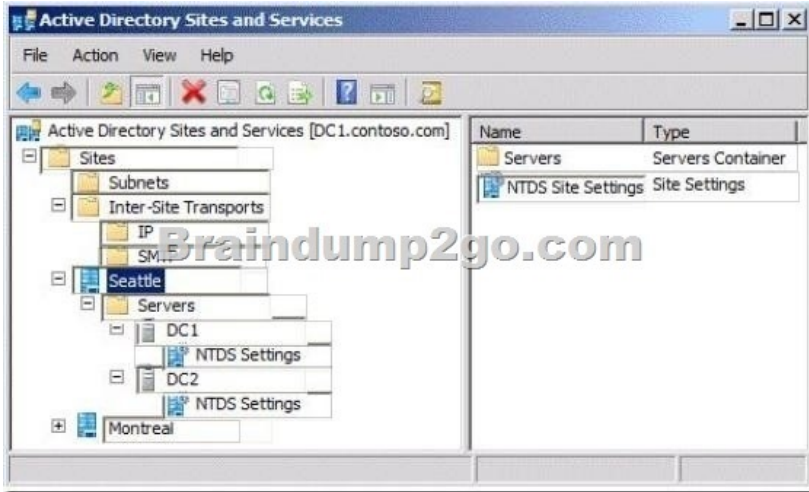 Active Directory Sites and Services
File Action View Help
Active Directory Sites and Services [DC1.contoso.com]
Name Type
Sites
Servers Servers Container
Subnets
NTDS Site Settings Site Settings
Inter-Site Transports
IP
Braindump2go.com
Seattle
Servers
DC1
NTDS Settings
DC2
NTDS Settings
Montreal